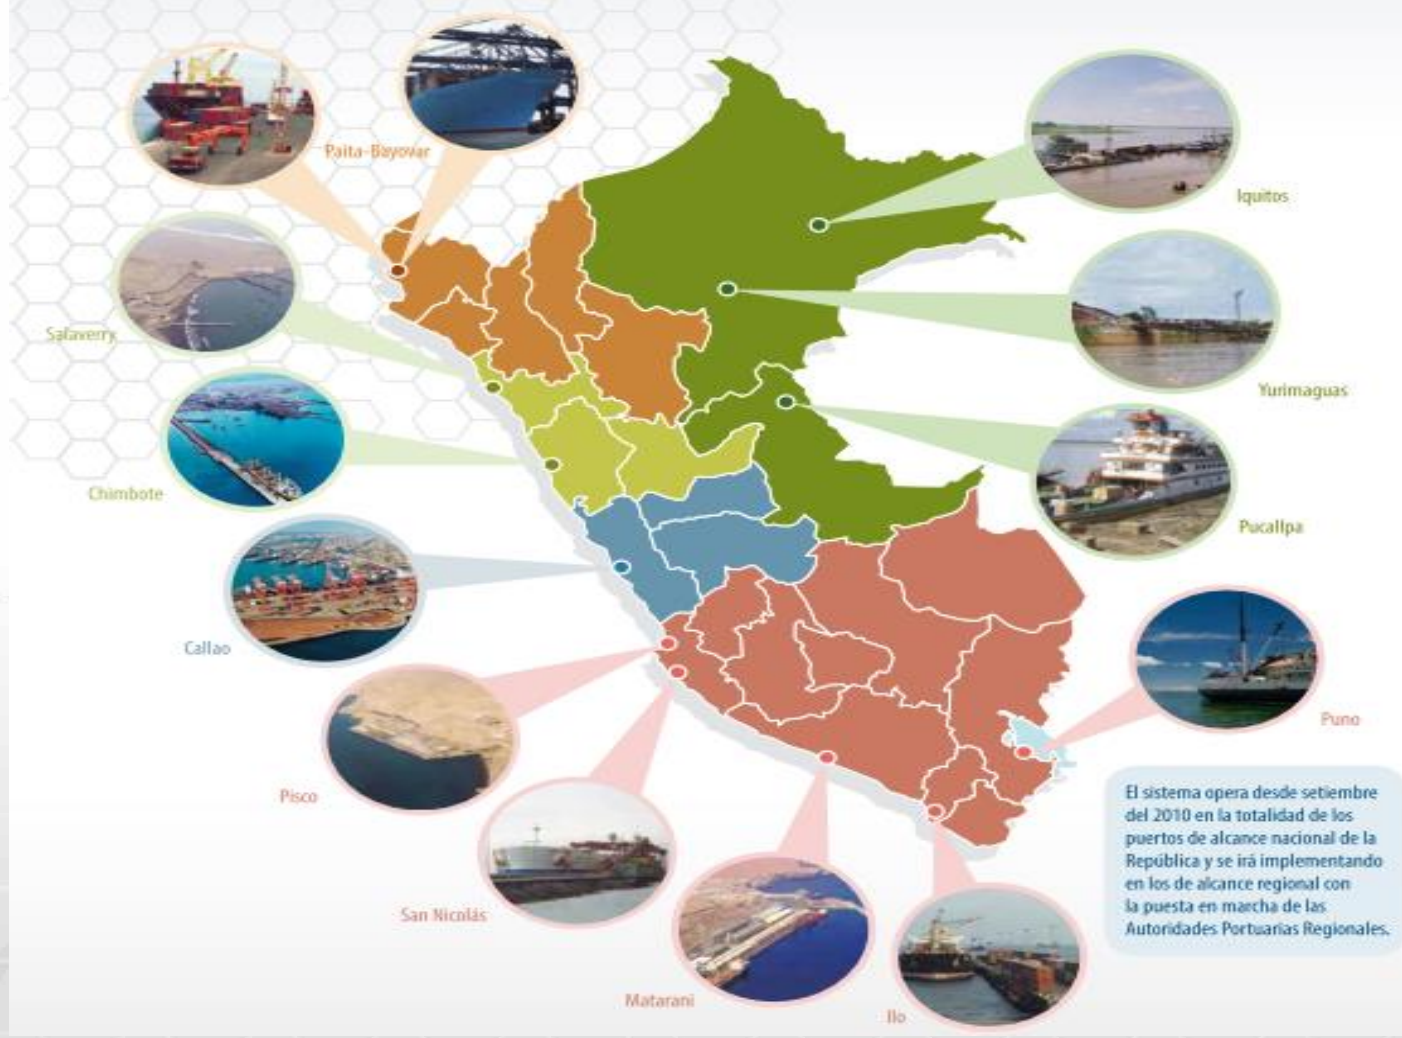 Paita-Bayovar
Iquitos
Salaverry
Yurimaguas
Chimbote
Pucallpa
Callao
Puno
Pisco
San Nicolás
Matarani
Ilo
El sistema opera desde setiembre
del 2010 en la totalidad de los
puertos de alcance nacional de la
República y se irá implementando
en los de alcance regional con
la puesta en marcha de las
Autoridades Portuarias Regionales.